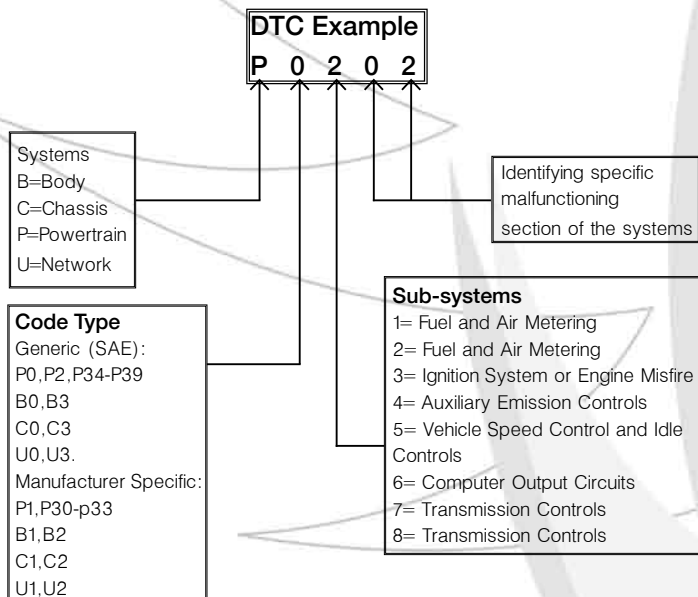 DTC Example
P 0 2 0 2
Systems
B=Body
C=Chassis
P=Powertrain
U=Network
Identifying specific
malfunctioning
section of the systems
Code Type
Generic (SAE):
P0,P2,P34-P39
B0,B3
C0,C3
U0,U3.
Manufacturer Specific:
P1,P30-p33
B1,B2
C1,C2
U1,U2
Sub-systems
1= Fuel and Air Metering
2= Fuel and Air Metering
3= Ignition System or Engine Misfire
4= Auxiliary Emission Controls
5= Vehicle Speed Control and Idle
Controls
6= Computer Output Circuits
7= Transmission Controls
8= Transmission Controls